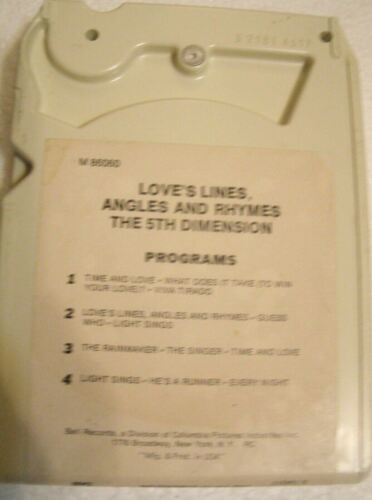 M 86060
LOVE'S LINES,
ANGLES AND RHYMES
THE 5TH DIMENSION
PROGRAMS
1 TIME AND LOVE - WHAT DOES IT TAKE (TO WIN
YOUR LOVE)? - VIVA TIRADO
2 LOVE'S LINES, ANGLES AND RHYMES - GUESS
WHO - LIGHT SINGS
3 THE RAINMAKER - THE SINGER - TIME AND LOVE
4 LIGHT SINGS - HE'S A RUNNER - EVERY NIGHT
Bell Records, a Division of Columbia Pictures Industries Inc.
1776 Broadway, New York, N.Y.
"Mfg. & Prod. in USA"